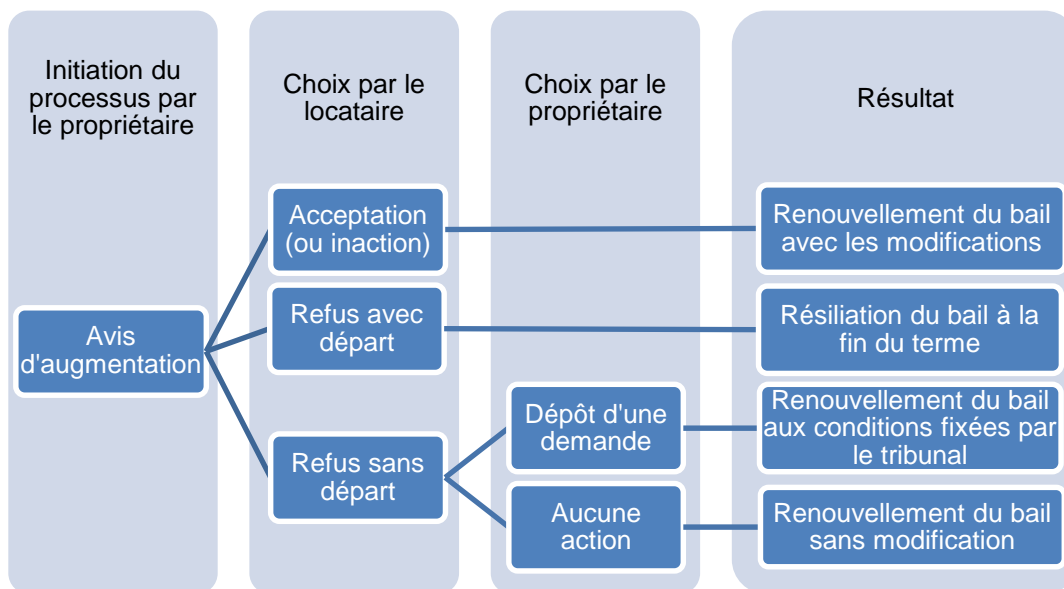 Initiation du
processus par
le propriétaire
Choix par le
locataire
Choix par le
propriétaire
Résultat
Avis
d'augmentation
Acceptation
(ou inaction)
Refus avec
départ
Refus sans
départ
Dépôt d'une
demande
Aucune
action
Renouvellement du bail
avec les modifications
Résiliation du bail à la
fin du terme
Renouvellement du bail
aux conditions fixées par
le tribunal
Renouvellement du bail
sans modification